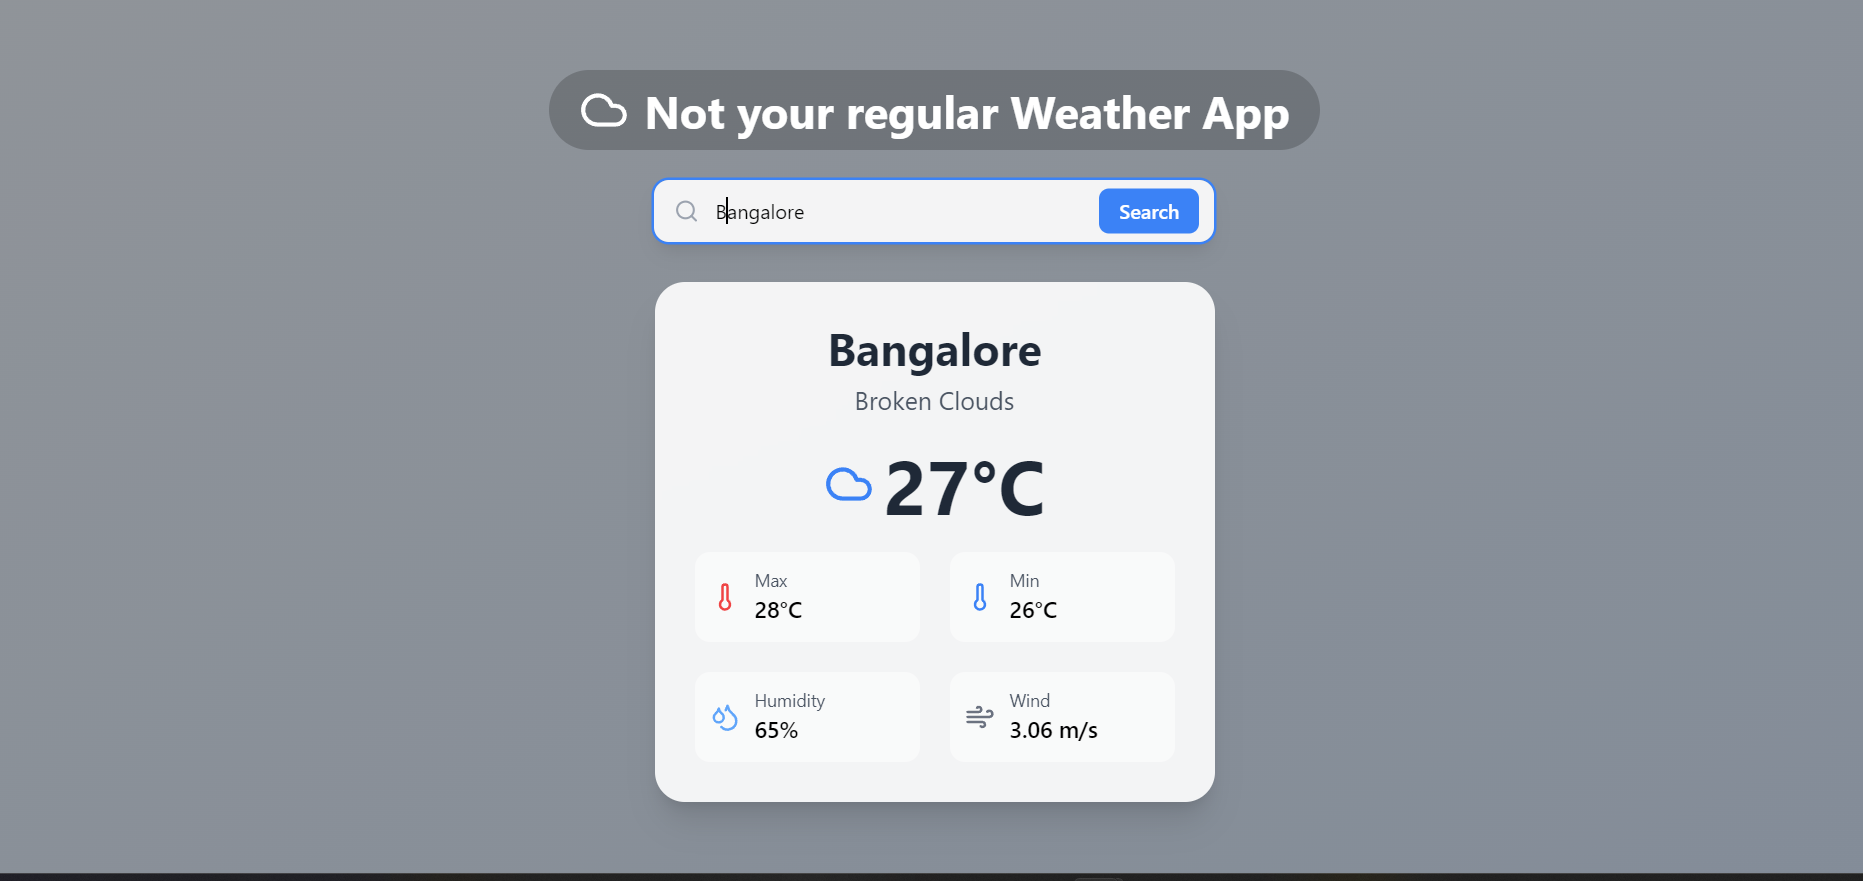 Not your regular Weather App
Bangalore
Search
Bangalore
Broken Clouds
27°C
Max
28°C
Min
26°C
Humidity
65%
Wind
3.06 m/s